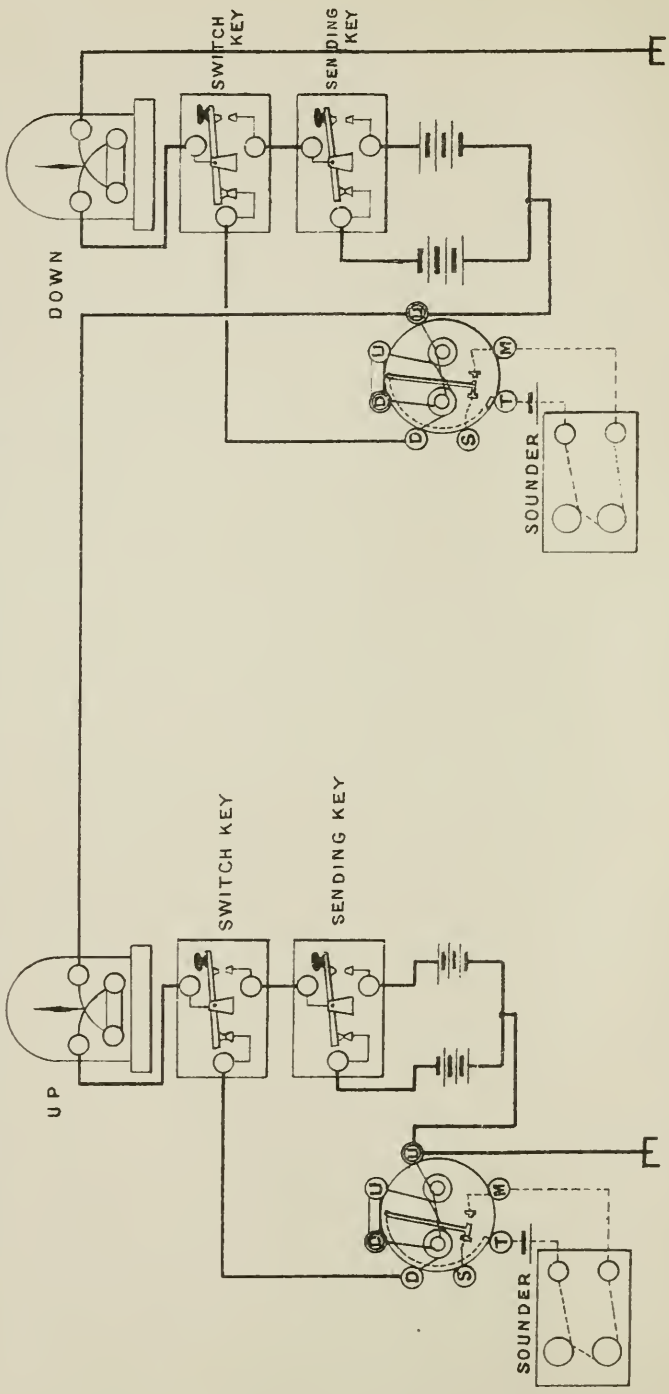 UP
SWITCH KEY
SENDING KEY
U
U
D
D
S
T
M
SOUNDER
DOWN
SWITCH
KEY
SENDING
KEY
U
U
D
D
S
T
M
SOUNDER